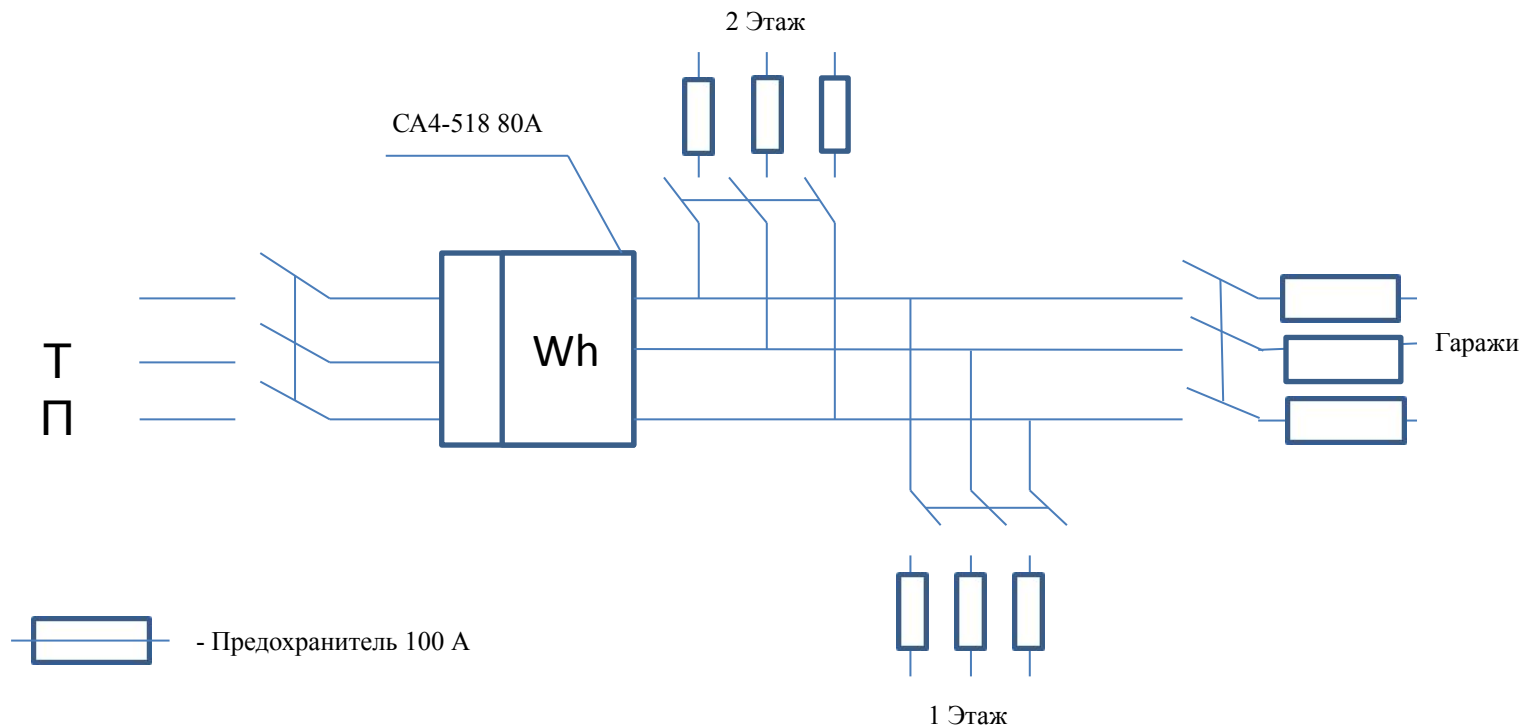 2 Этаж
СА4-518 80А
Т
П
Wh
Гаражи
- Предохранитель 100 А
1 Этаж